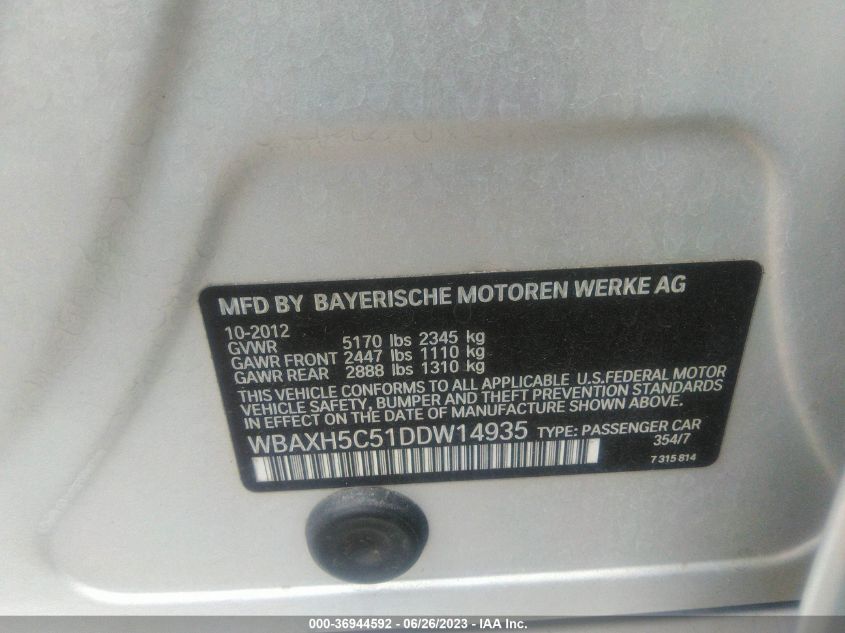 MFD BY BAYERISCHE MOTOREN WERKE AG
10-2012
GVWR 5170 lbs 2345 kg
GAWR FRONT 2447 lbs 1110 kg
GAWR REAR 2888 lbs 1310 kg
THIS VEHICLE CONFORMS TO ALL APPLICABLE U.S.FEDERAL MOTOR
VEHICLE SAFETY, BUMPER AND THEFT PREVENTION STANDARDS
IN EFFECT ON THE DATE OF MANUFACTURE SHOWN ABOVE.
WBAXH5C51DDW14935 TYPE: PASSENGER CAR
354/7
7 315 814
000-36944592 / 06/26/2023 - © IAA, Inc.